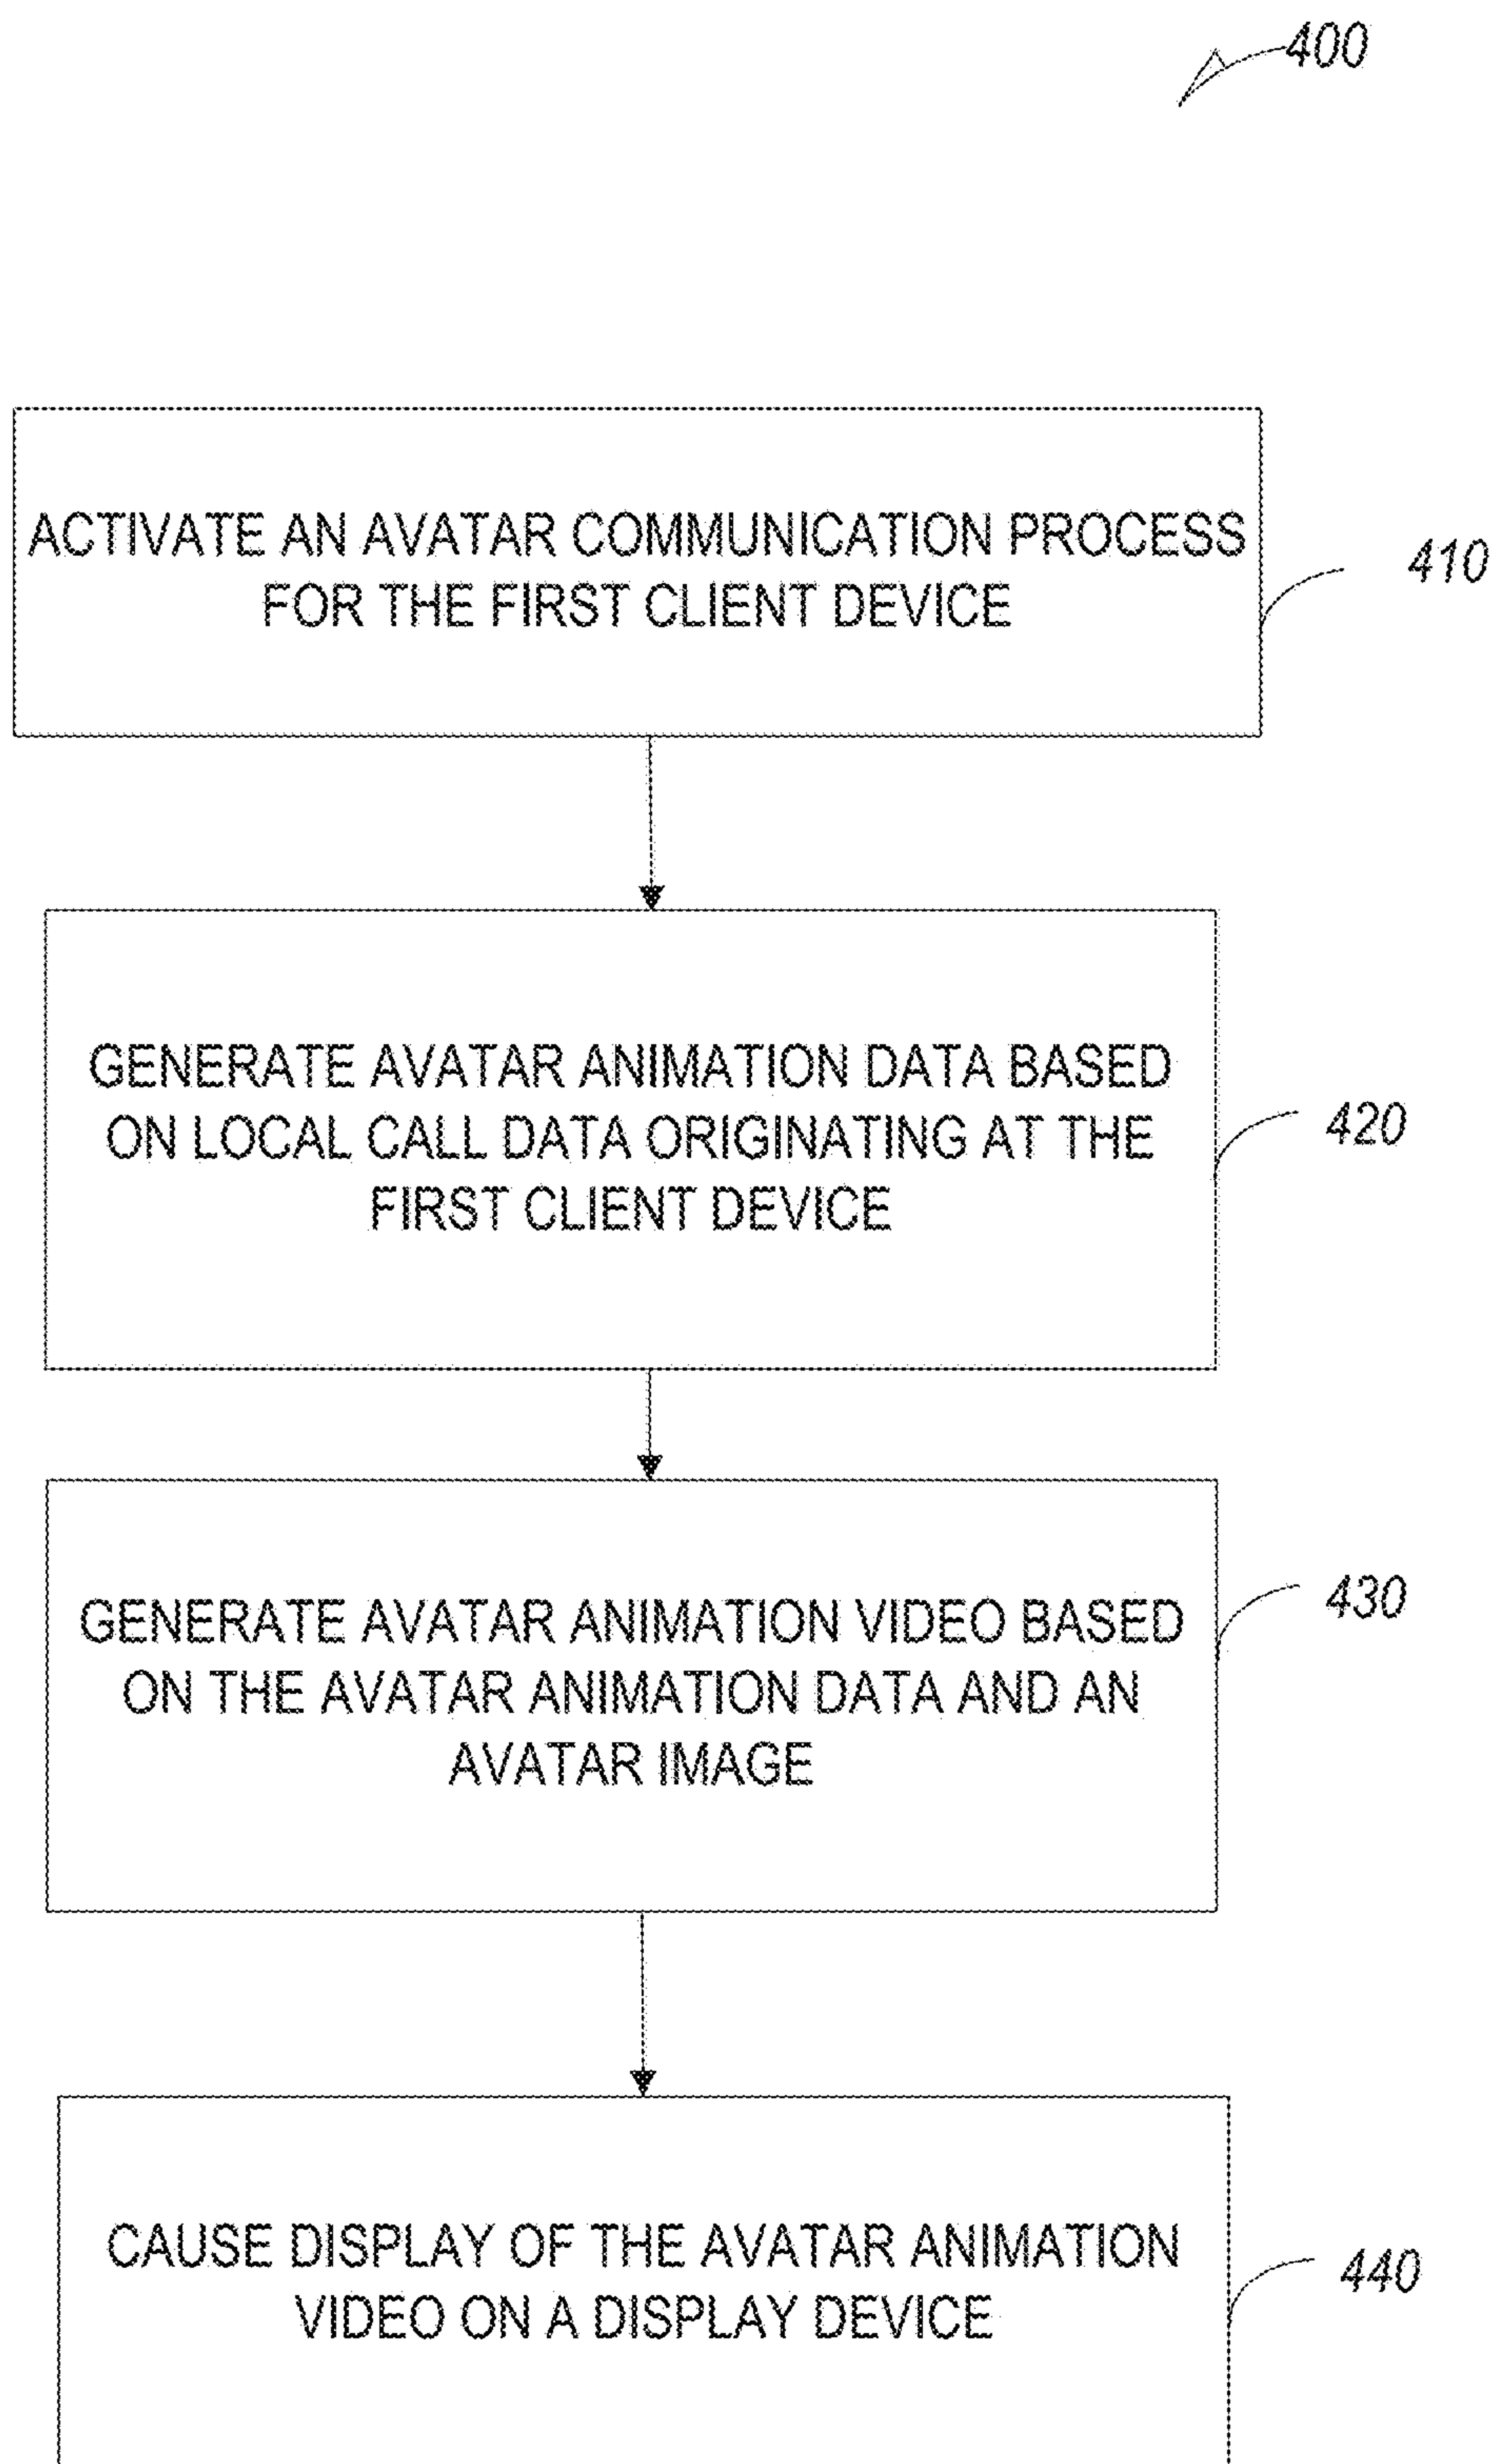 400
ACTIVATE AN AVATAR COMMUNICATION PROCESS
FOR THE FIRST CLIENT DEVICE
410
GENERATE AVATAR ANIMATION DATA BASED
ON LOCAL CALL DATA ORIGINATING AT THE
FIRST CLIENT DEVICE
420
GENERATE AVATAR ANIMATION VIDEO BASED
ON THE AVATAR ANIMATION DATA AND AN
AVATAR IMAGE
430
CAUSE DISPLAY OF THE AVATAR ANIMATION
VIDEO ON A DISPLAY DEVICE
440